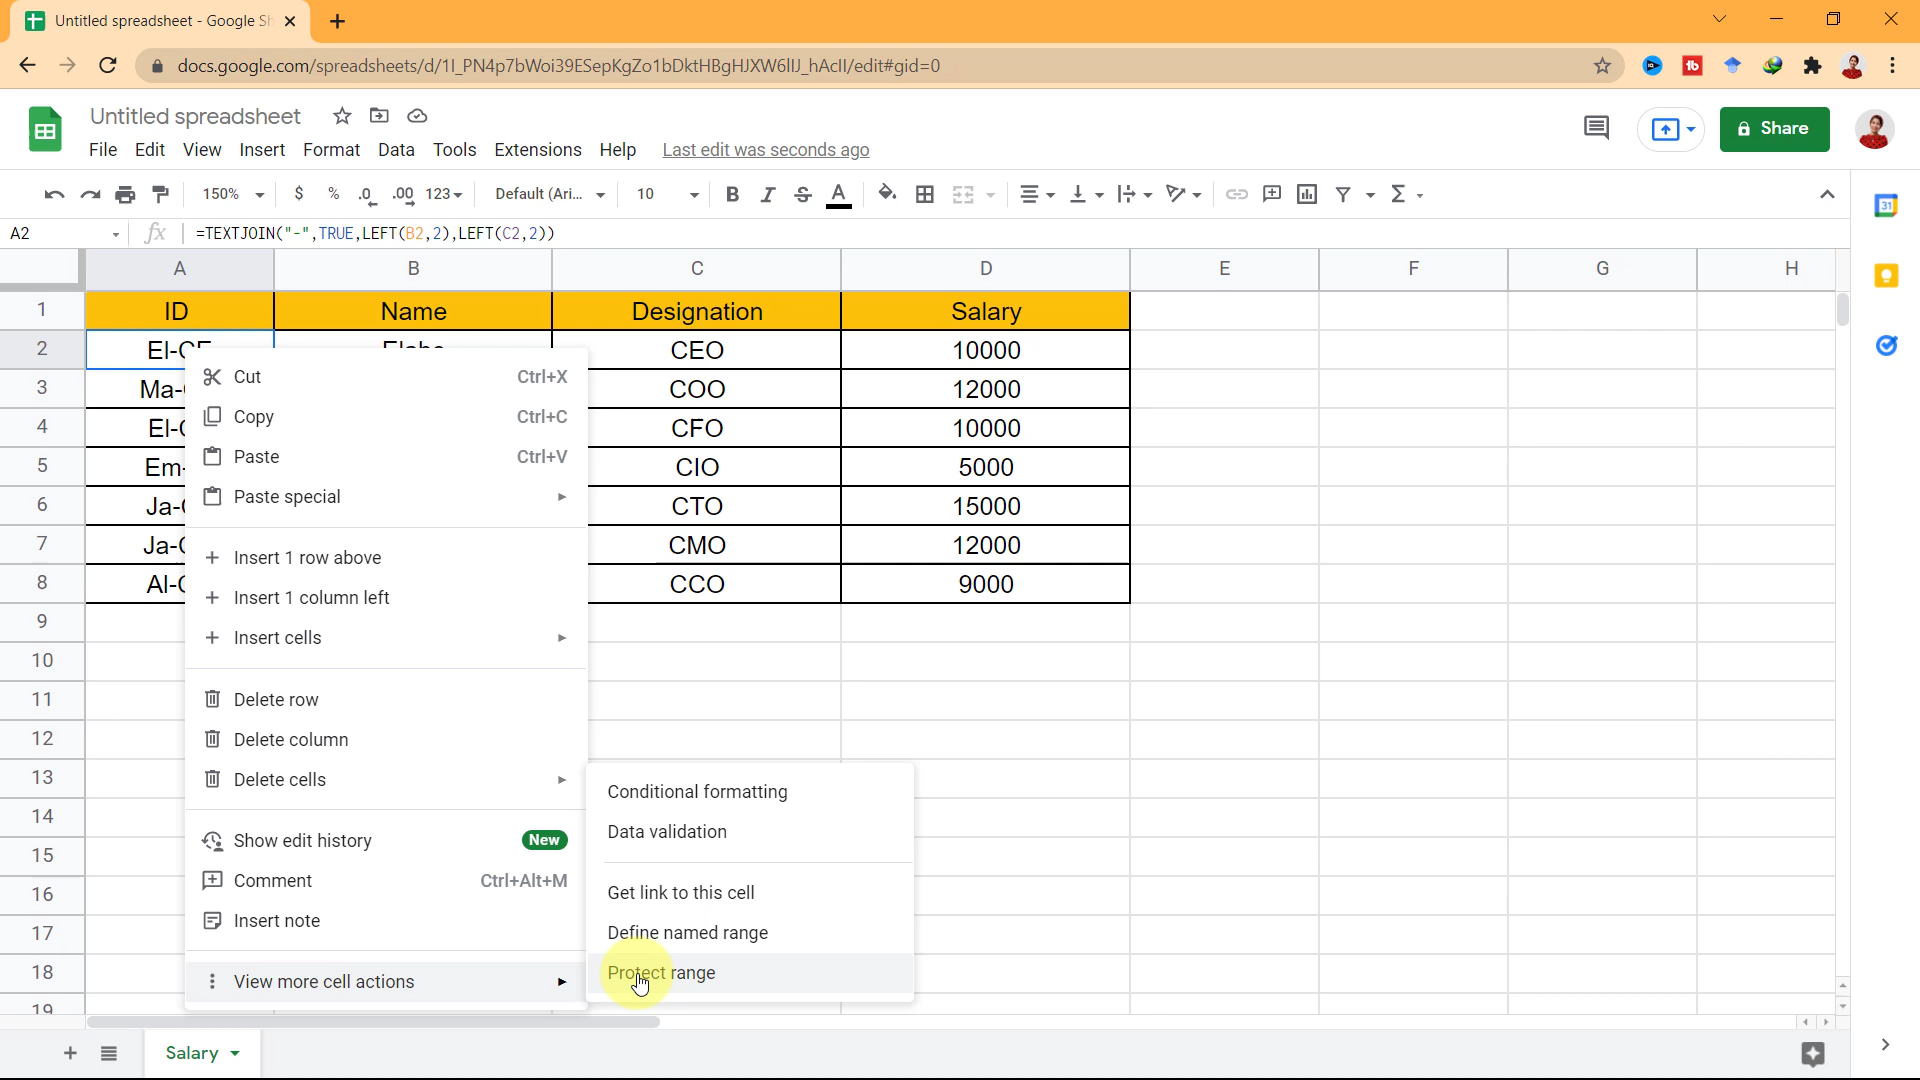 Untitled spreadsheet - Google Sh
docs.google.com/spreadsheets/d/1I_PN4p7bWoi39ESepKgZo1bDktHBgHJXW6lIJ_hAcII/edit#gid=0
Untitled spreadsheet
File Edit View Insert Format Data Tools Extensions Help Last edit was seconds ago
Share
150% $ % .0 .00 123 Default (Ari... 10 B I S A Σ
A2 fx =TEXTJOIN("-",TRUE,LEFT(B2,2),LEFT(C2,2))
A B C D E F G H
1 ID Name Designation Salary
2 El-CE Elabe CEO 10000
3 Ma- COO 12000
4 El- CFO 10000
5 Em- CIO 5000
6 Ja- CTO 15000
7 Ja- CMO 12000
8 Al- CCO 9000
9
10
11
12
13
14
15
16
17
18
19
Cut Ctrl+X
Copy Ctrl+C
Paste Ctrl+V
Paste special
Insert 1 row above
Insert 1 column left
Insert cells
Delete row
Delete column
Delete cells
Show edit history New
Comment Ctrl+Alt+M
Insert note
View more cell actions
Conditional formatting
Data validation
Get link to this cell
Define named range
Protect range
Salary
31